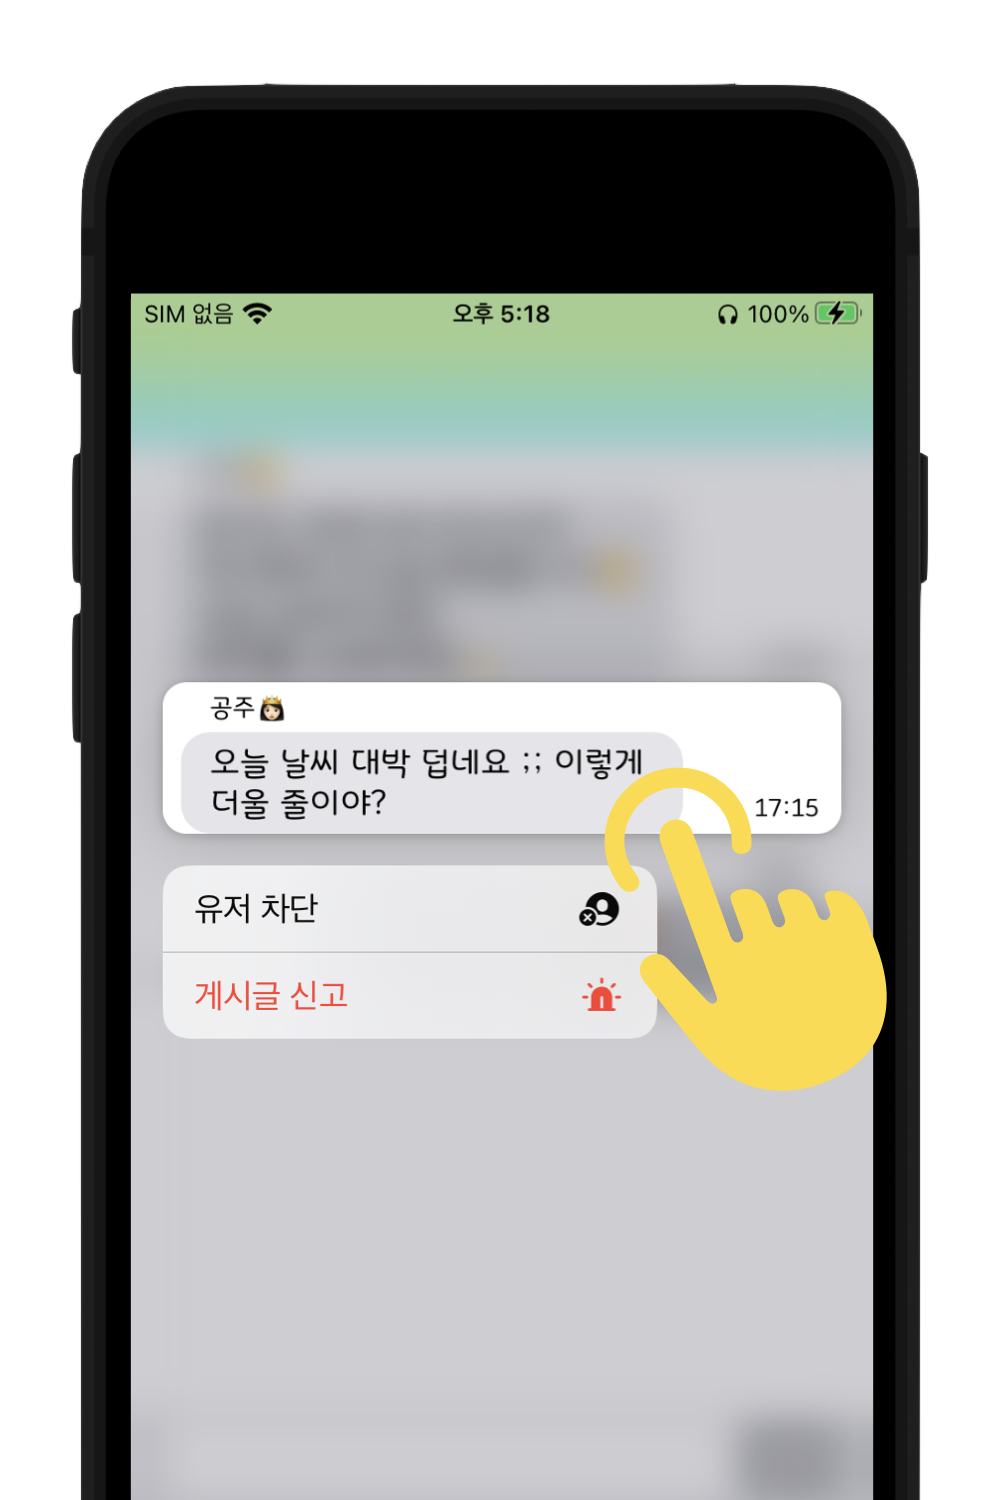 SIM 없음 오후 5:18 100%
공주👸🏻
오늘 날씨 대박 덥네요 ;; 이렇게
더울 줄이야?
17:15
유저 차단
게시글 신고